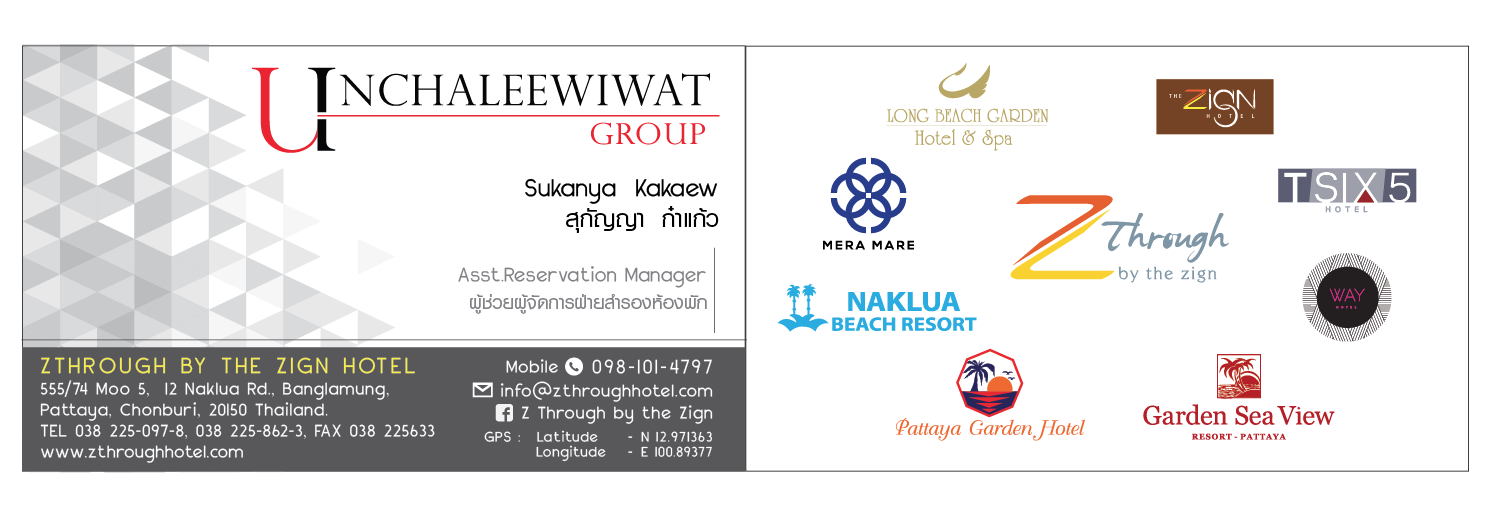 UNCHALEEWIWAT
GROUP
Sukanya Kakaew
สุกัญญา ก๋าแก้ว
Asst.Reservation Manager
ผู้ช่วยผู้จัดการฝ่ายสำรองห้องพัก
ZTHROUGH BY THE ZIGN HOTEL
555/74 Moo 5, 12 Naklua Rd., Banglamung,
Pattaya, Chonburi, 20150 Thailand.
TEL 038 225-097-8, 038 225-862-3, FAX 038 225633
www.zthroughhotel.com
Mobile 098-101-4797
info@zthroughhotel.com
Z Through by the Zign
GPS : Latitude - N 12.971363
Longitude - E 100.89377
LONG BEACH GARDEN
Hotel & Spa
THE ZIGN
HOTEL
MERA MARE
TSIX5
HOTEL
Z Through
by the zign
NAKLUA
BEACH RESORT
WAY
HOTEL
Pattaya Garden Hotel
Garden Sea View
RESORT - PATTAYA